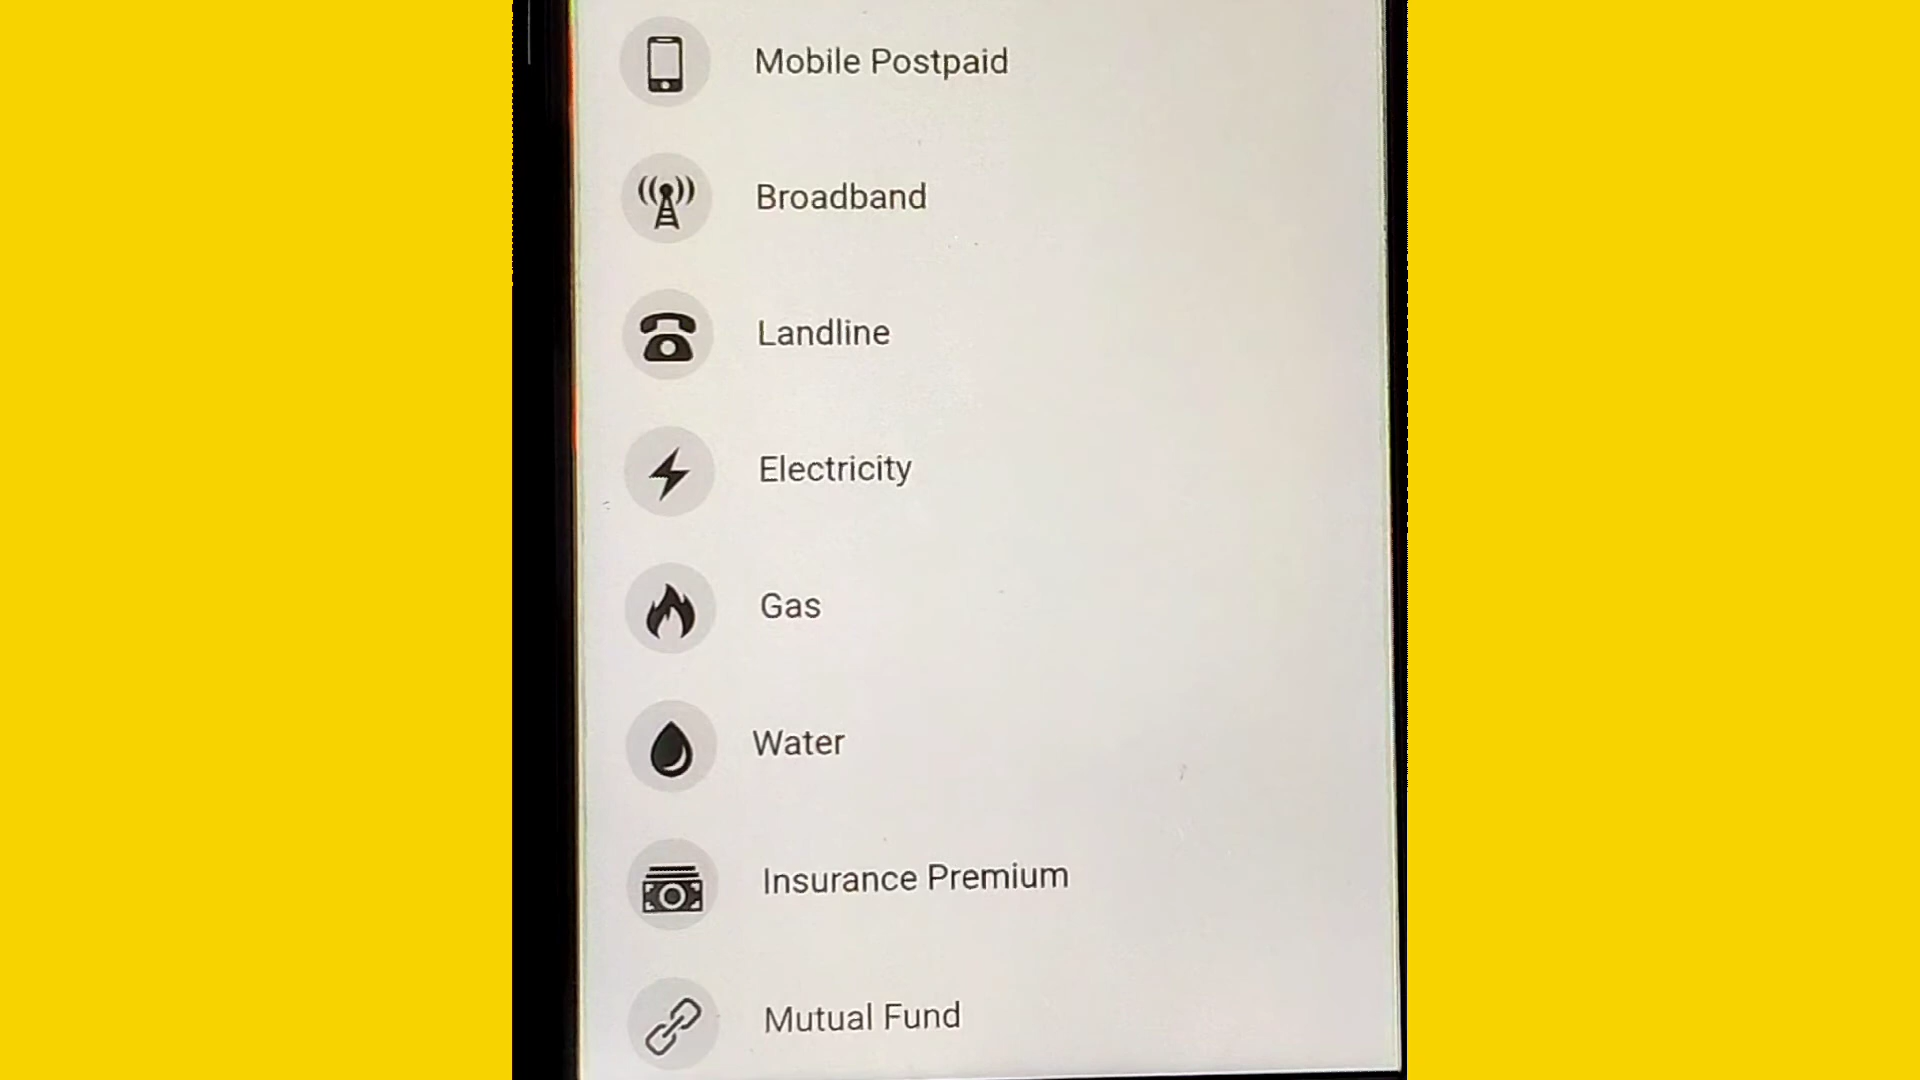 Mobile Postpaid
Broadband
Landline
Electricity
Gas
Water
Insurance Premium
Mutual Fund